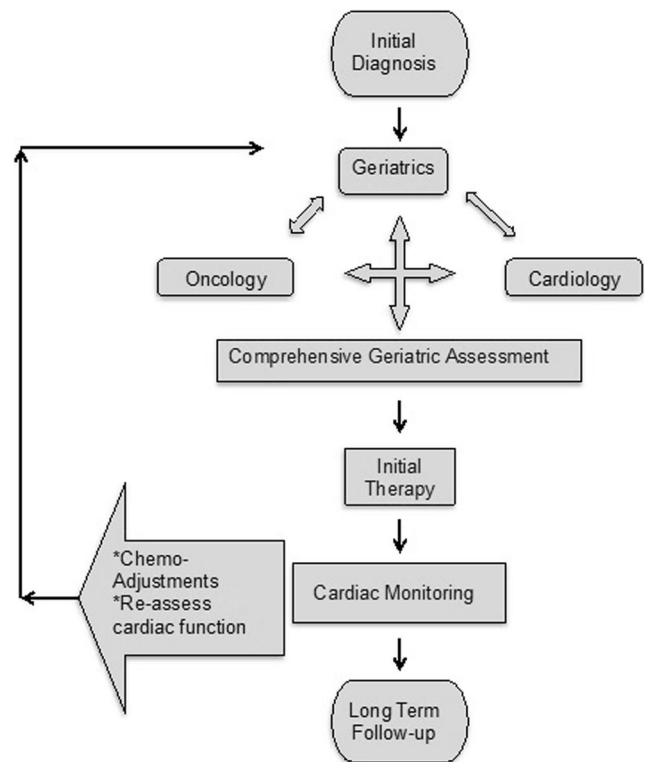 Initial
Diagnosis
Geriatrics
Oncology
Cardiology
Comprehensive Geriatric Assessment
Initial
Therapy
*Chemo-
Adjustments
*Re-assess
cardiac function
Cardiac Monitoring
Long Term
Follow-up